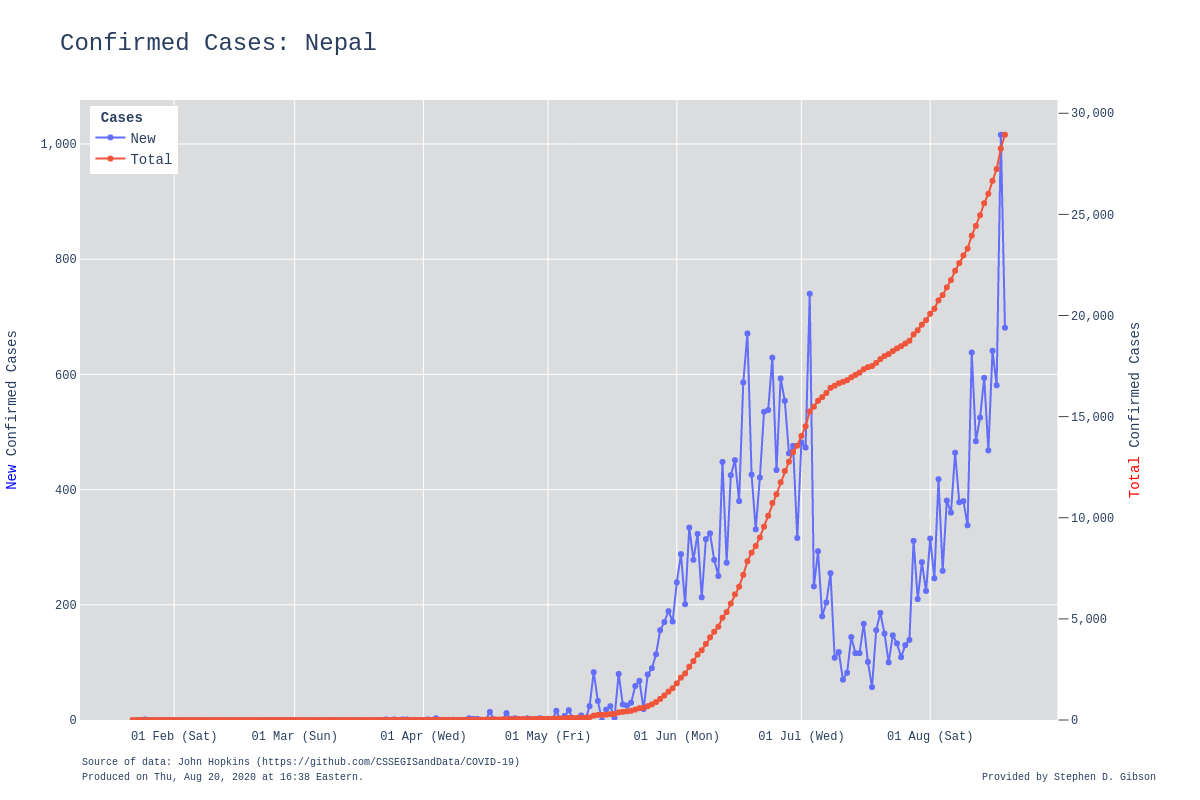 Confirmed Cases: Nepal
Cases
New
Total
1,000
800
600
400
200
0
New Confirmed Cases
30,000
25,000
20,000
15,000
10,000
5,000
0
Total Confirmed Cases
01 Feb (Sat)
01 Mar (Sun)
01 Apr (Wed)
01 May (Fri)
01 Jun (Mon)
01 Jul (Wed)
01 Aug (Sat)
Source of data: John Hopkins (https://github.com/CSSEGISandData/COVID-19)
Produced on Thu, Aug 20, 2020 at 16:38 Eastern.
Provided by Stephen D. Gibson